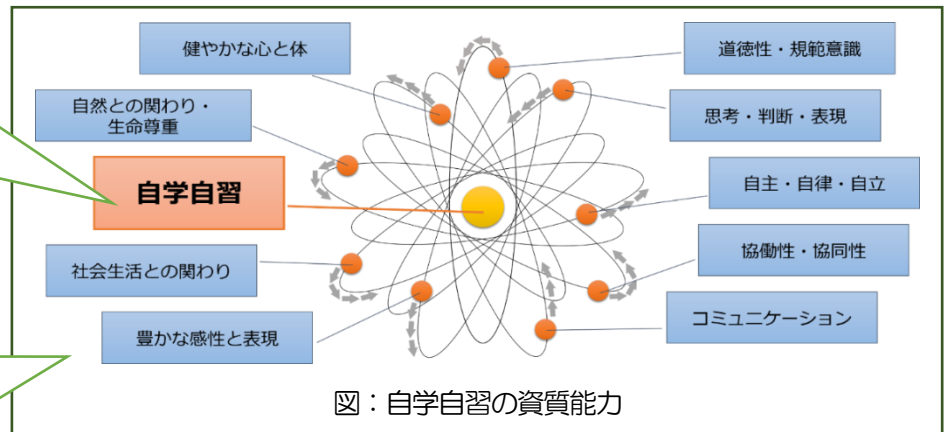 健やかな心と体
自然との関わり・
生命尊重
自学自習
社会生活との関わり
豊かな感性と表現
道徳性・規範意識
思考・判断・表現
自主・自律・自立
協働性・協同性
コミュニケーション
図：自学自習の資質能力